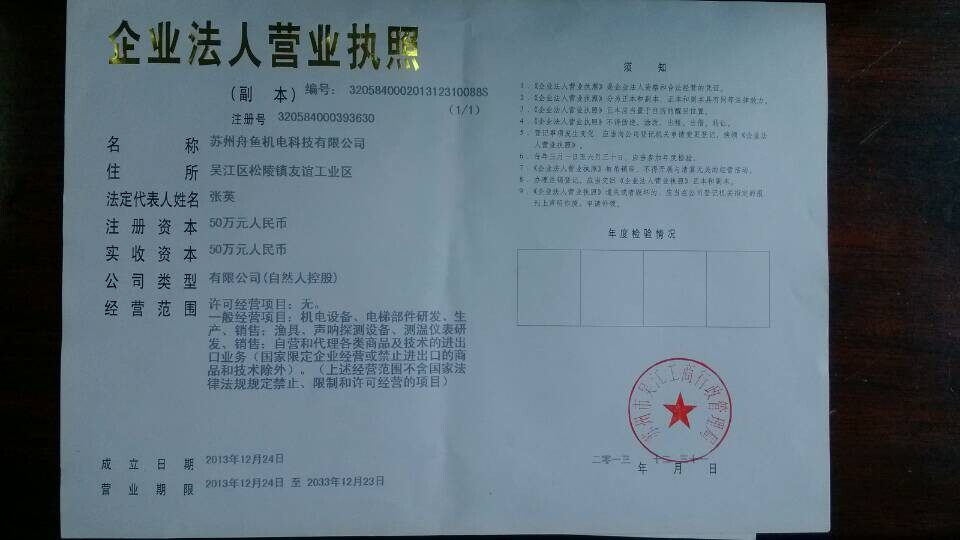 企业法人营业执照
(副 本)
编号: 320584000201312310088S
(1/1)
注册号 320584000393630
名称 苏州舟鱼机电科技有限公司
住所 吴江区松陵镇友谊工业区
法定代表人姓名 张英
注册资本 50万元人民币
实收资本 50万元人民币
公司类型 有限公司(自然人控股)
经营范围 许可经营项目:无。
一般经营项目:机电设备、电梯部件研发、生
产、销售;渔具、声呐探测设备、测温仪表研
发、销售;自营和代理各类商品及技术的进出
口业务(国家限定企业经营或禁止进出口的商
品和技术除外)。(上述经营范围不含国家法
律法规规定禁止、限制和许可经营的项目)
成立日期 2013年12月24日
营业期限 2013年12月24日 至 2033年12月23日
须 知
1.《企业法人营业执照》是企业法人资格和合法经营的凭证。
2.《企业法人营业执照》分为正本和副本,正本和副本具有同等法律效力。
3.《企业法人营业执照》正本应当置于住所的醒目位置。
4.《企业法人营业执照》不得伪造、涂改、出租、出借、转让。
5.登记事项发生变化,应当向公司登记机关申请变更登记,换领《企业法
人营业执照》。
6.每年三月一日至六月三十日,应当参加年度检验。
7.《企业法人营业执照》被吊销后,不得开展与清算无关的经营活动。
8.办理注销登记,应当交回《企业法人营业执照》正本和副本。
9.《企业法人营业执照》遗失或者毁坏的,应当在公司登记机关指定的报
刊上声明作废,申请补领。
年度检验情况
苏州市吴江工商行政管理局
二零一三 年 十二 月 三十一 日